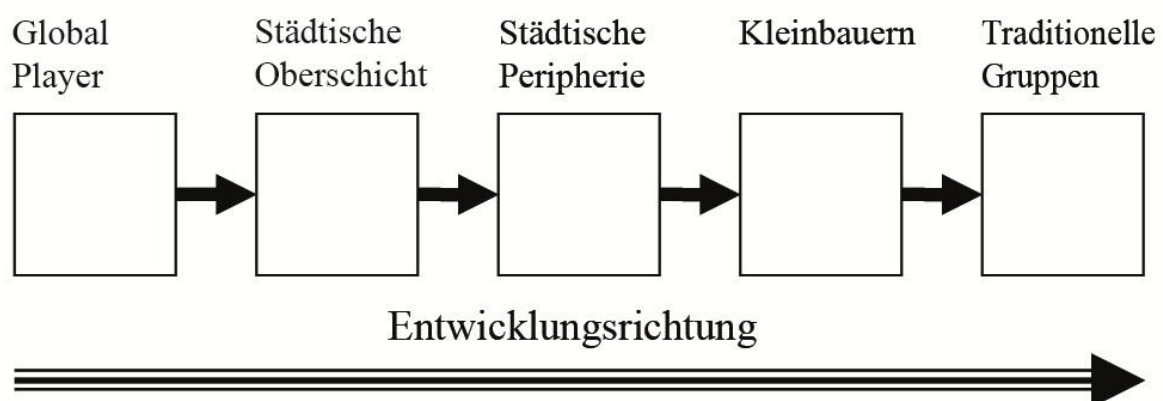 Global
Player
Städtische
Oberschicht
Städtische
Peripherie
Kleinbauern
Traditionelle
Gruppen
Entwicklungsrichtung